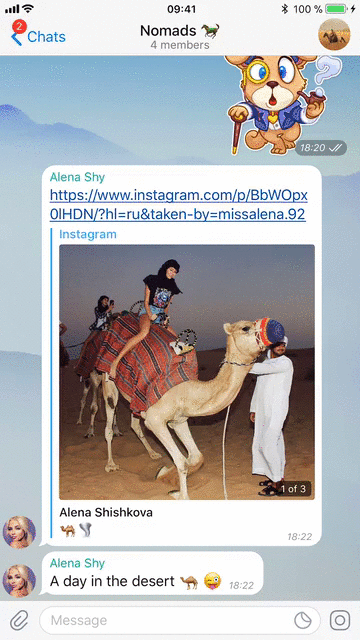 09:41
100 %
2
Chats
Nomads 🐎
4 members
18:20
Alena Shy
https://www.instagram.com/p/BbWOpx
0lHDN/?hl=ru&taken-by=missalena.92
Instagram
1 of 3
Alena Shishkova
🐪🌪️
18:22
Alena Shy
A day in the desert 🐪 😜
18:22
Message